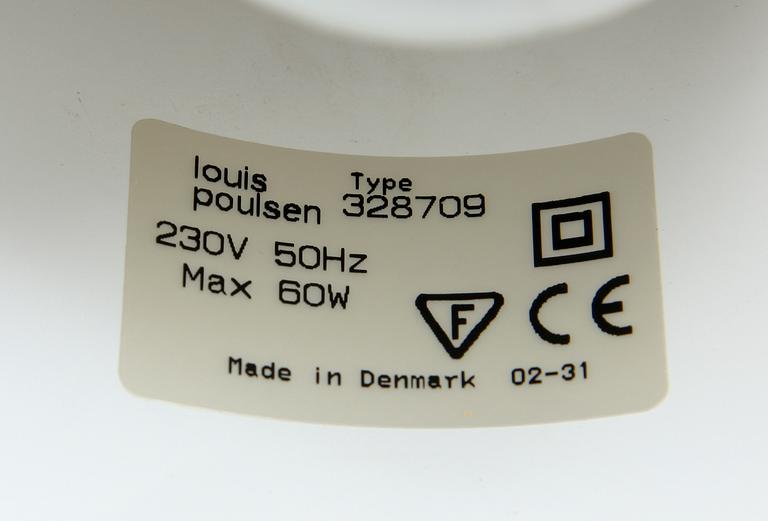 louis
poulsen
Type
328709
230V 50Hz
Max 60W
F
CE
Made in Denmark 02-31